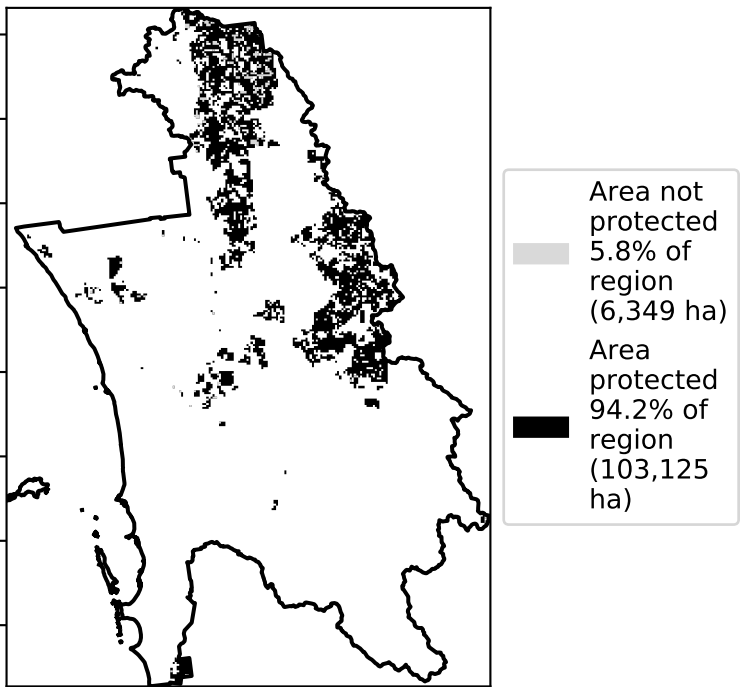 Area not
protected
5.8% of
region
(6,349 ha)
Area
protected
94.2% of
region
(103,125
ha)